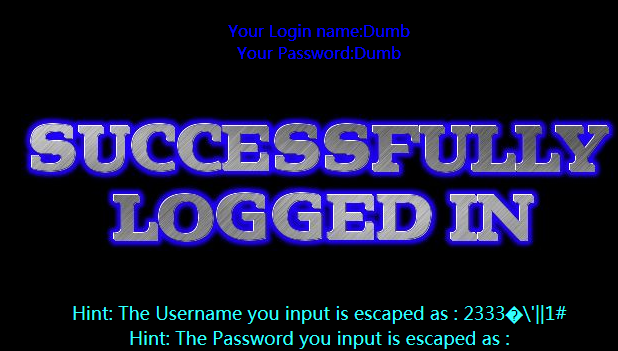 Your Login name:Dumb
Your Password:Dumb
SUCCESSFULLY
LOGGED IN
Hint: The Username you input is escaped as : 2333�\'||1#
Hint: The Password you input is escaped as :